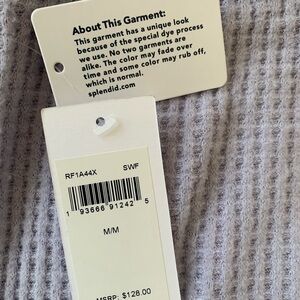 About This Garment:
This garment has a unique look
because of the special dye process
we use. No two garments are
alike. The color may fade over
time and some color may rub off,
which is normal.
splendid.com
RF1A44X SWF
1 93666 91242 5
M/M
MSRP: $128.00